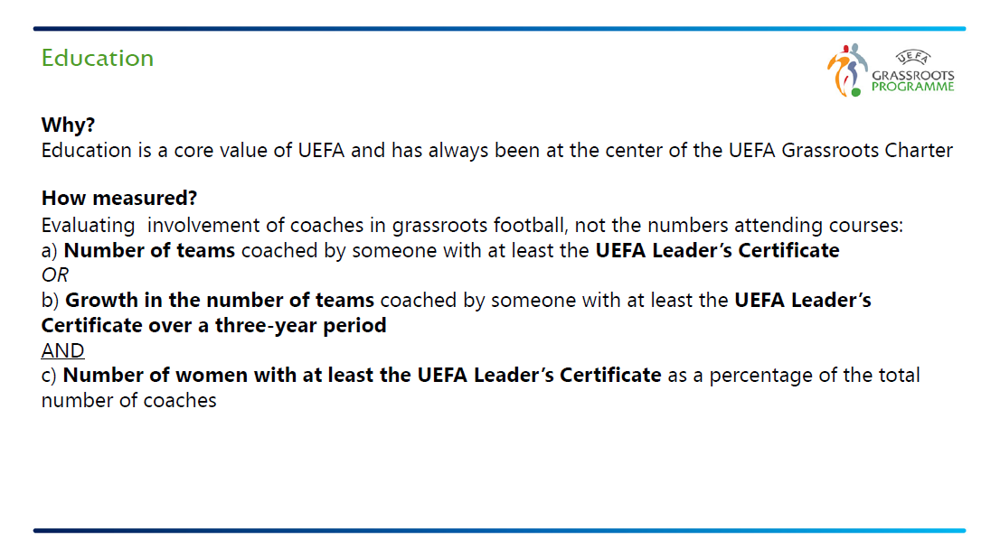 Education
UEFA
GRASSROOTS
PROGRAMME
Why?
Education is a core value of UEFA and has always been at the center of the UEFA Grassroots Charter
How measured?
Evaluating  involvement of coaches in grassroots football, not the numbers attending courses:
a) Number of teams coached by someone with at least the UEFA Leader’s Certificate
OR
b) Growth in the number of teams coached by someone with at least the UEFA Leader’s
Certificate over a three-year period
AND
c) Number of women with at least the UEFA Leader’s Certificate as a percentage of the total
number of coaches